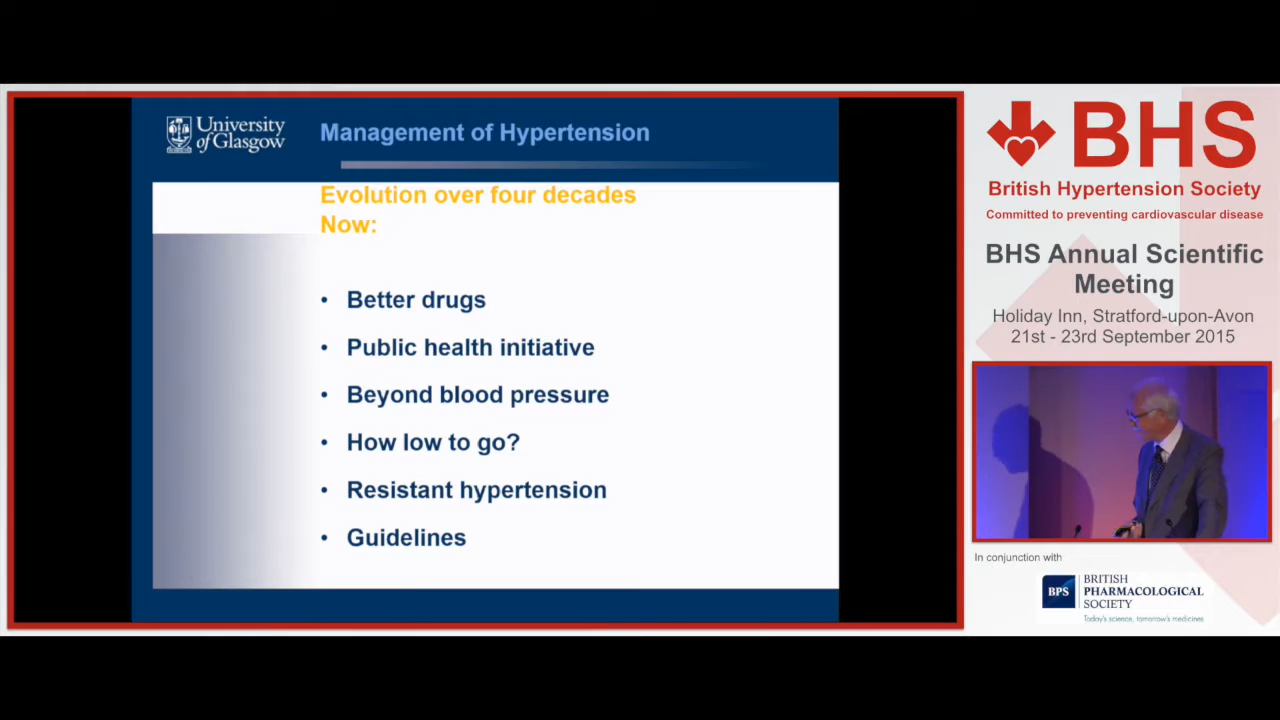 University
of Glasgow
Management of Hypertension
Evolution over four decades
Now:
• Better drugs
• Public health initiative
• Beyond blood pressure
• How low to go?
• Resistant hypertension
• Guidelines
BHS
British Hypertension Society
Committed to preventing cardiovascular disease
BHS Annual Scientific
Meeting
Holiday Inn, Stratford-upon-Avon
21st - 23rd September 2015
In conjunction with
BPS
BRITISH
PHARMACOLOGICAL
SOCIETY
Today's science, tomorrow's medicines